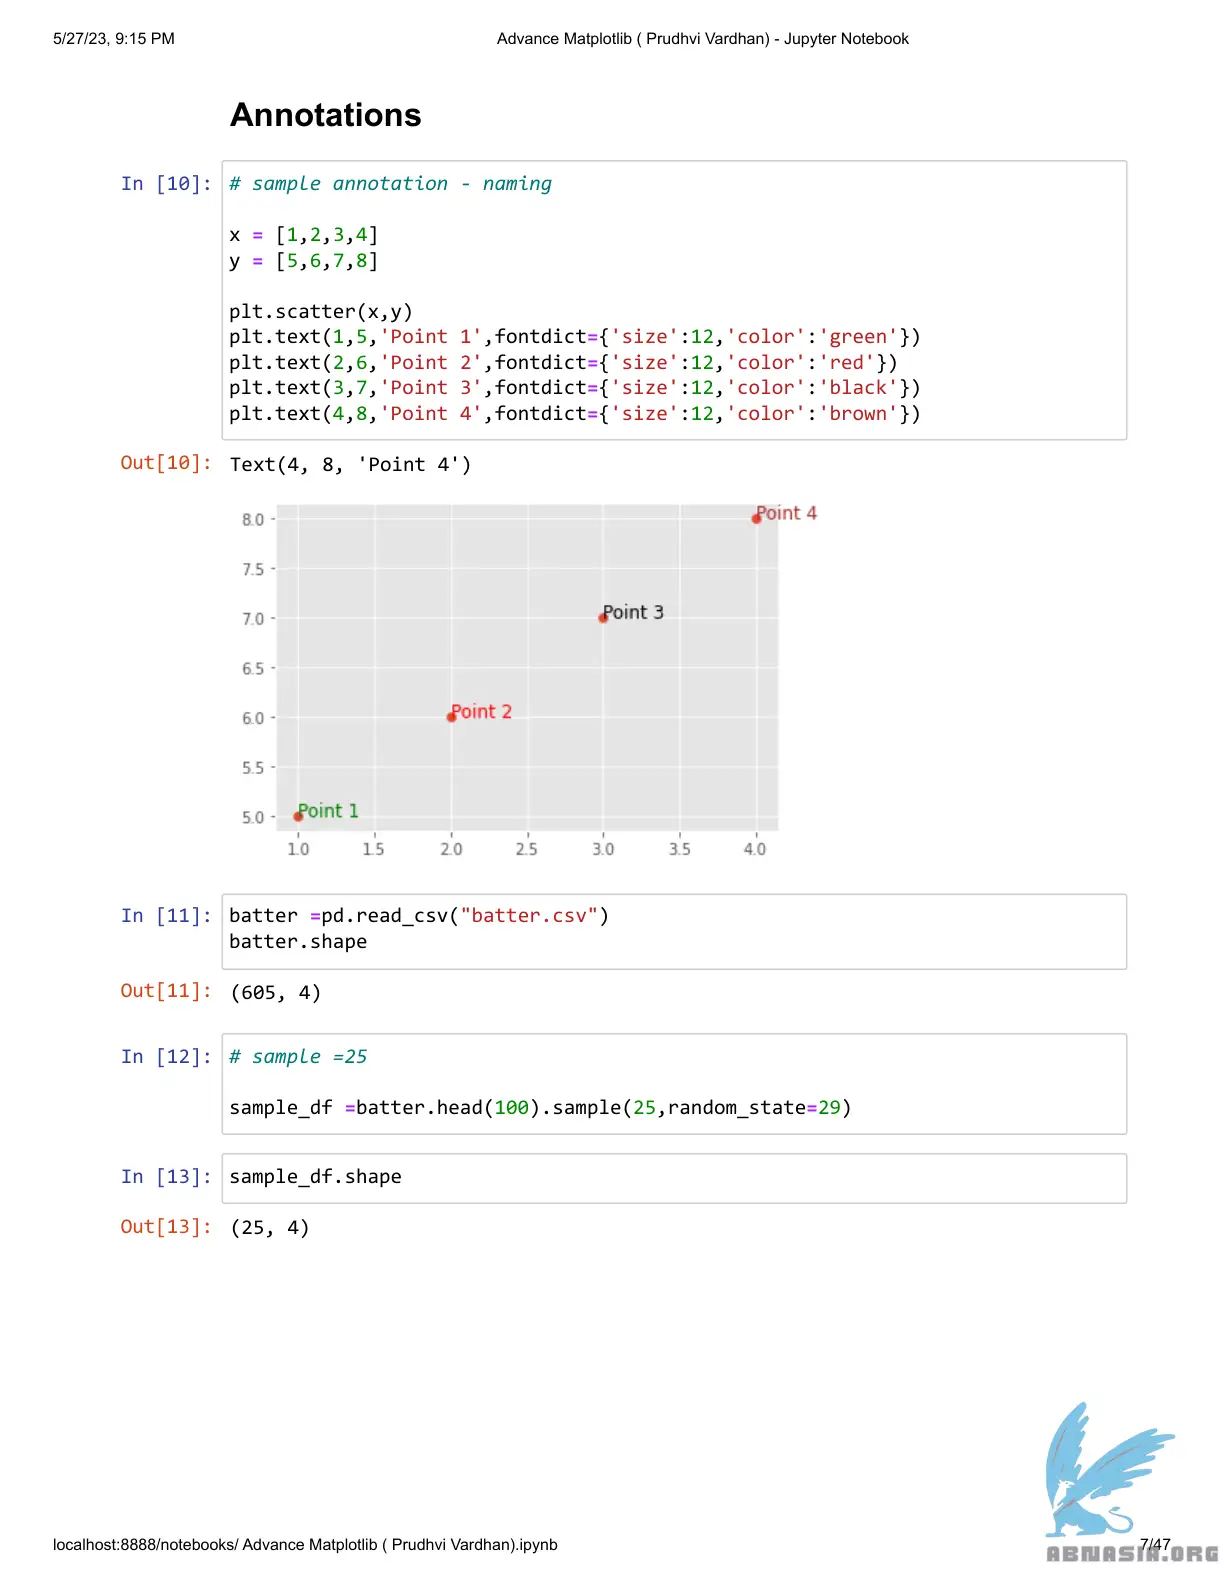 5/27/23, 9:15 PM
Advance Matplotlib ( Prudhvi Vardhan) - Jupyter Notebook
Annotations
In [10]:
# sample annotation - naming
x = [1,2,3,4]
y = [5,6,7,8]
plt.scatter(x,y)
plt.text(1,5,'Point 1',fontdict={'size':12,'color':'green'})
plt.text(2,6,'Point 2',fontdict={'size':12,'color':'red'})
plt.text(3,7,'Point 3',fontdict={'size':12,'color':'black'})
plt.text(4,8,'Point 4',fontdict={'size':12,'color':'brown'})
Out[10]:
Text(4, 8, 'Point 4')
Point 4
8.0
7.5
Point 3
7.0
6.5
Point 2
6.0
5.5
Point 1
5.0
1.0 1.5 2.0 2.5 3.0 3.5 4.0
In [11]:
batter =pd.read_csv("batter.csv")
batter.shape
Out[11]:
(605, 4)
In [12]:
# sample =25
sample_df =batter.head(100).sample(25,random_state=29)
In [13]:
sample_df.shape
Out[13]:
(25, 4)
localhost:8888/notebooks/ Advance Matplotlib ( Prudhvi Vardhan).ipynb
7/47
ABMASIA.ORG